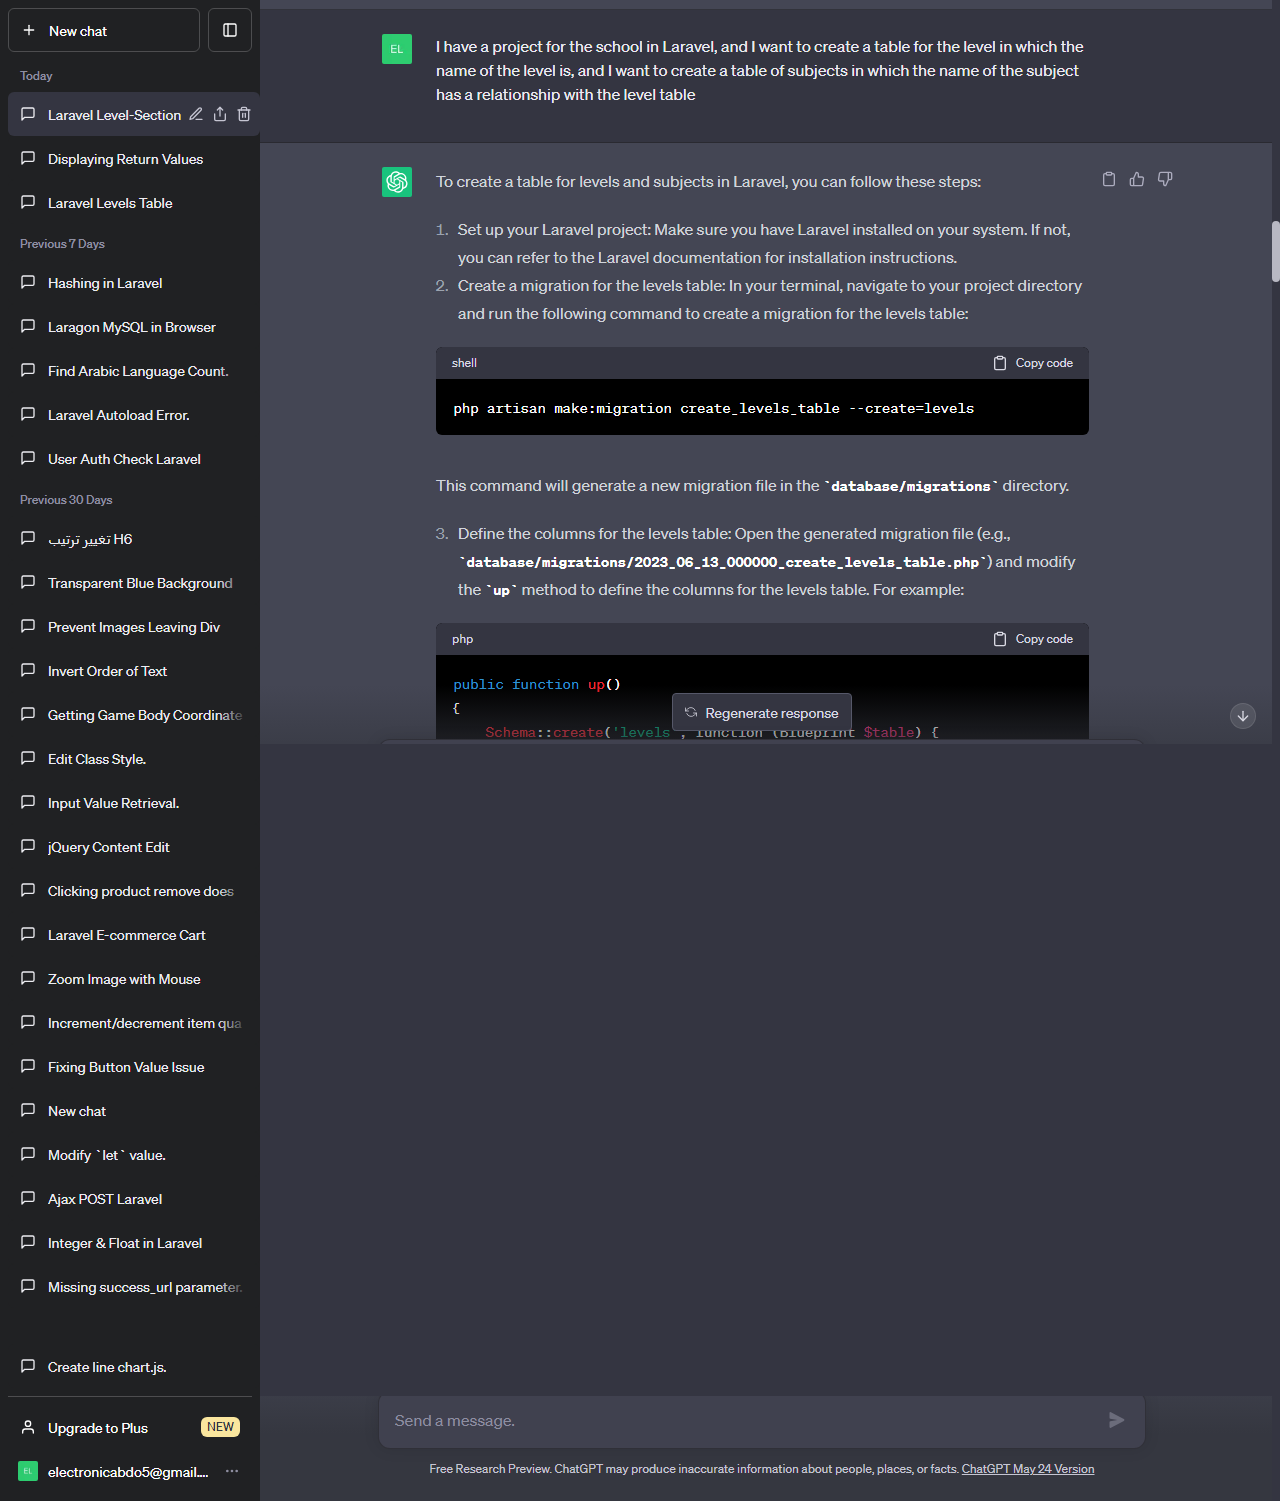 New chat
Today
Laravel Level-Section
Displaying Return Values
Laravel Levels Table
Previous 7 Days
Hashing in Laravel
Laragon MySQL in Browser
Find Arabic Language Count.
Laravel Autoload Error.
User Auth Check Laravel
Previous 30 Days
تغيير ترتيب H6
Transparent Blue Background
Prevent Images Leaving Div
Invert Order of Text
Getting Game Body Coordinate
Edit Class Style.
Input Value Retrieval.
jQuery Content Edit
Clicking product remove does
Laravel E-commerce Cart
Zoom Image with Mouse
Increment/decrement item qua
Fixing Button Value Issue
New chat
Modify `let` value.
Ajax POST Laravel
Integer & Float in Laravel
Missing success_url parameter.
Create line chart.js.
Upgrade to Plus NEW
EL electronicabdo5@gmail.... ...
EL
I have a project for the school in Laravel, and I want to create a table for the level in which the
name of the level is, and I want to create a table of subjects in which the name of the subject
has a relationship with the level table
To create a table for levels and subjects in Laravel, you can follow these steps:
1. Set up your Laravel project: Make sure you have Laravel installed on your system. If not,
you can refer to the Laravel documentation for installation instructions.
2. Create a migration for the levels table: In your terminal, navigate to your project directory
and run the following command to create a migration for the levels table:
shell Copy code
php artisan make:migration create_levels_table --create=levels
This command will generate a new migration file in the `database/migrations` directory.
3. Define the columns for the levels table: Open the generated migration file (e.g.,
`database/migrations/2023_06_13_000000_create_levels_table.php`) and modify
the `up` method to define the columns for the levels table. For example:
php Copy code
public function up()
{
Schema::create('levels', function (Blueprint $table) {
Regenerate response
Send a message.
Free Research Preview. ChatGPT may produce inaccurate information about people, places, or facts. ChatGPT May 24 Version